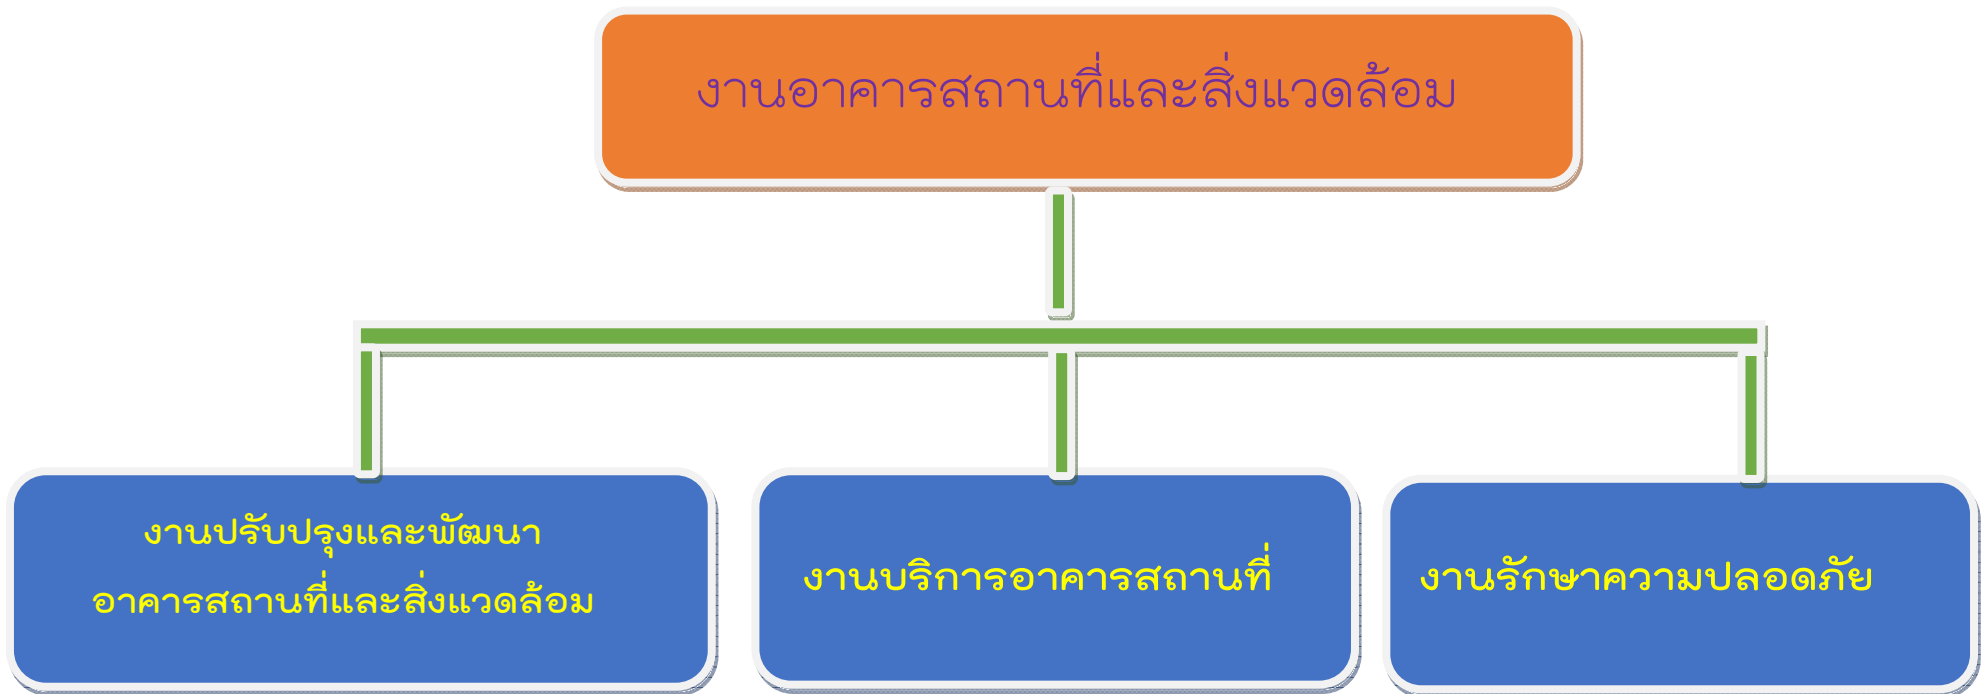 งานอาคารสถานที่และสิ่งแวดล้อม
งานปรับปรุงและพัฒนา
อาคารสถานที่และสิ่งแวดล้อม
งานบริการอาคารสถานที่
งานรักษาความปลอดภัย